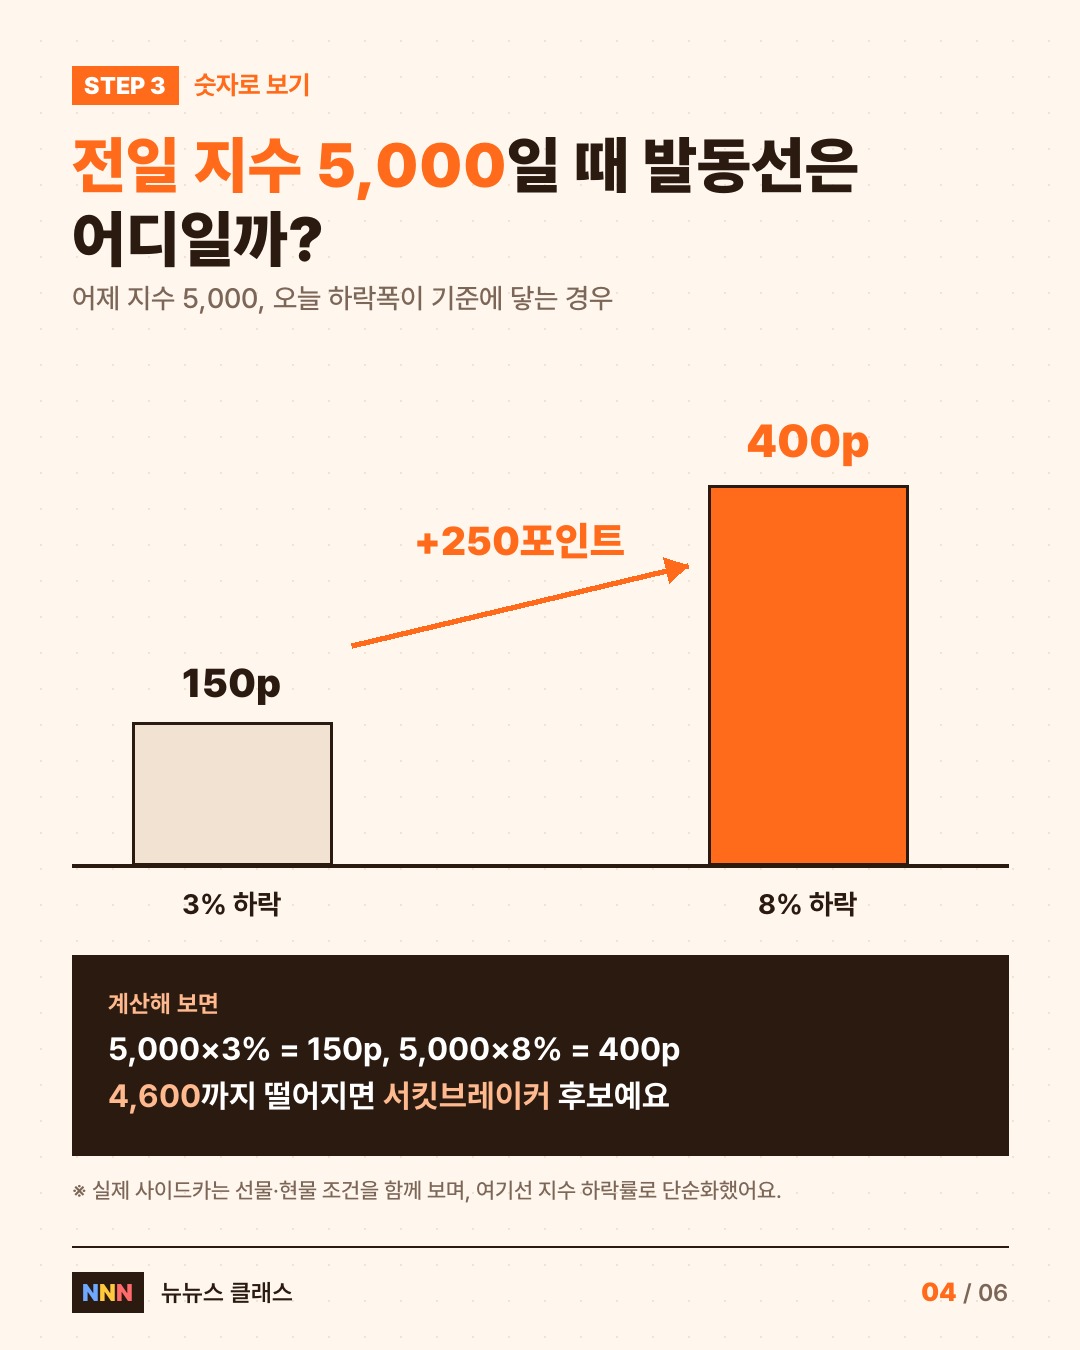 STEP 3 숫자로 보기
전일 지수 5,000일 때 발동선은
어디일까?
어제 지수 5,000, 오늘 하락폭이 기준에 닿는 경우
400p
+250포인트
150p
3% 하락
8% 하락
계산해 보면
5,000×3% = 150p, 5,000×8% = 400p
4,600까지 떨어지면 서킷브레이커 후보예요
※ 실제 사이드카는 선물·현물 조건을 함께 보며, 여기선 지수 하락률로 단순화했어요.
NNN 뉴뉴스 클래스
04 / 06